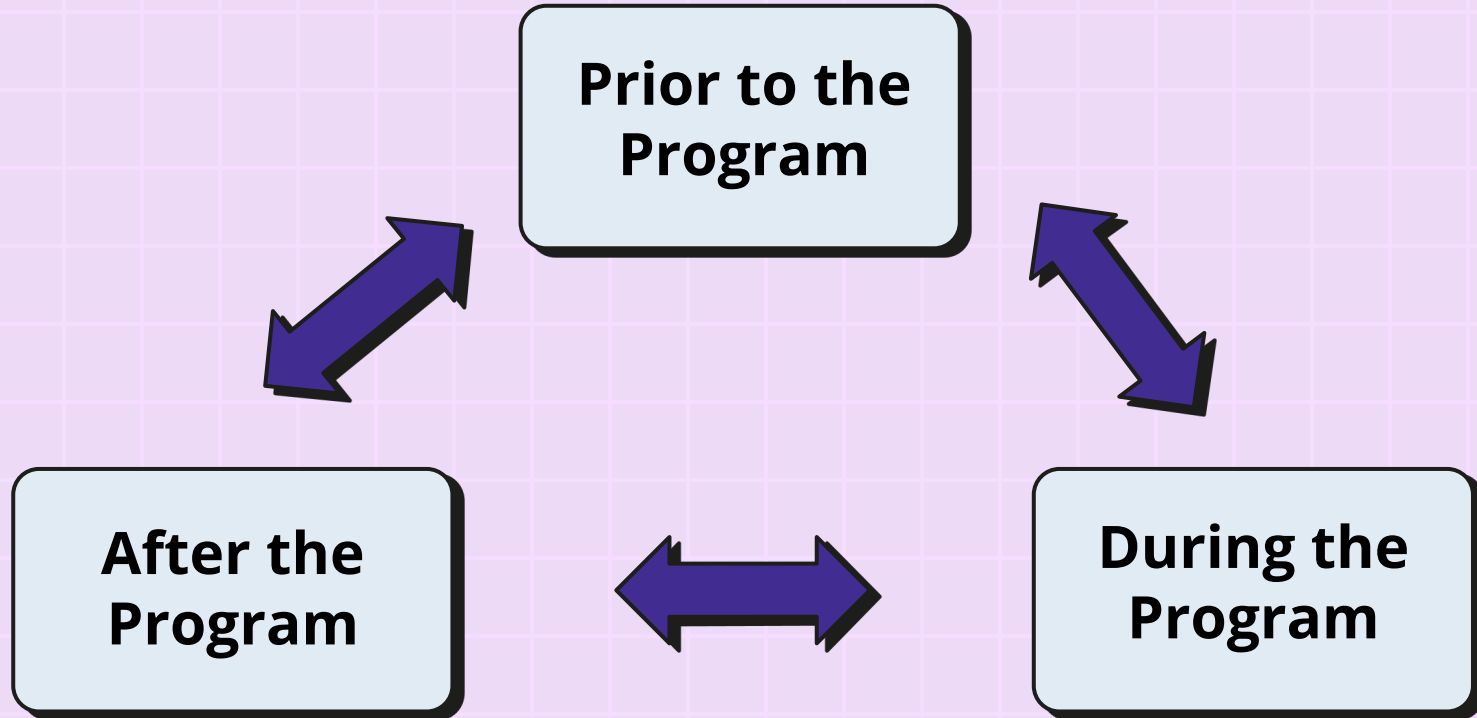 Prior to the
Program
After the
Program
During the
Program